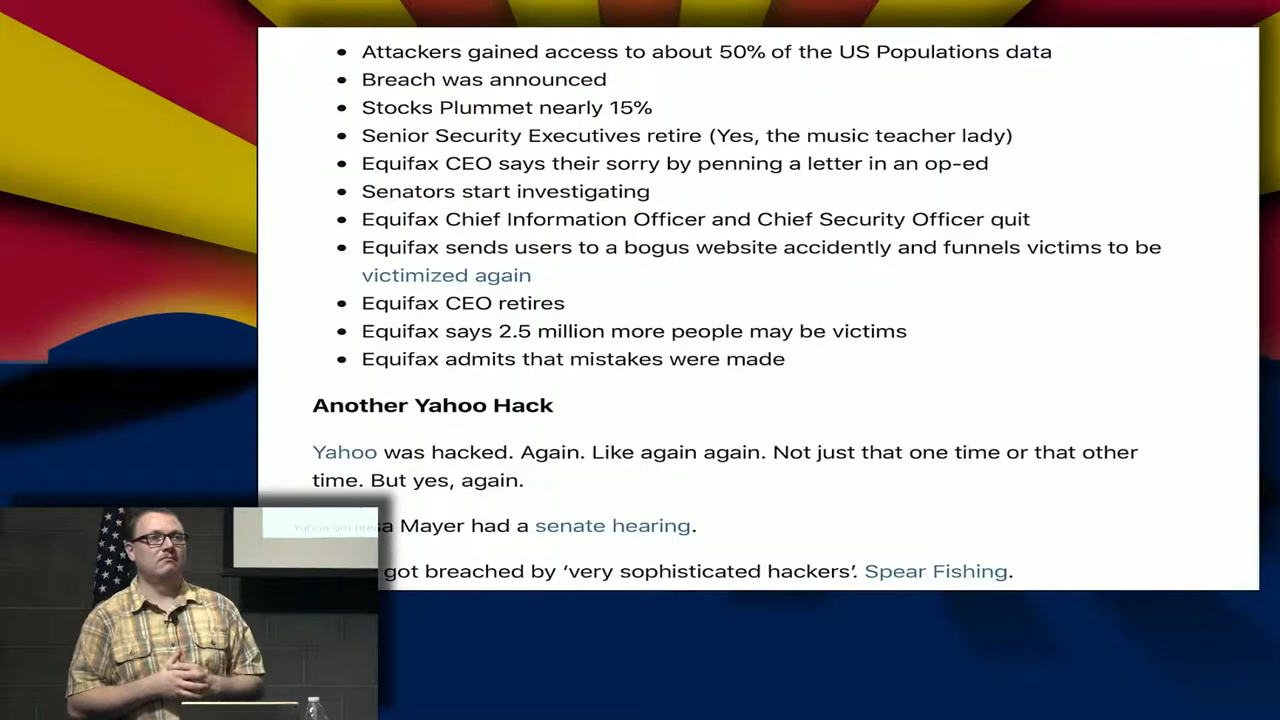 Attackers gained access to about 50% of the US Populations data
Breach was announced
Stocks Plummet nearly 15%
Senior Security Executives retire (Yes, the music teacher lady)
Equifax CEO says their sorry by penning a letter in an op-ed
Senators start investigating
Equifax Chief Information Officer and Chief Security Officer quit
Equifax sends users to a bogus website accidently and funnels victims to be
victimized again
Equifax CEO retires
Equifax says 2.5 million more people may be victims
Equifax admits that mistakes were made
Another Yahoo Hack
Yahoo was hacked. Again. Like again again. Not just that one time or that other
time. But yes, again.
a Mayer had a senate hearing.
got breached by ‘very sophisticated hackers’. Spear Fishing.
Yahoo got